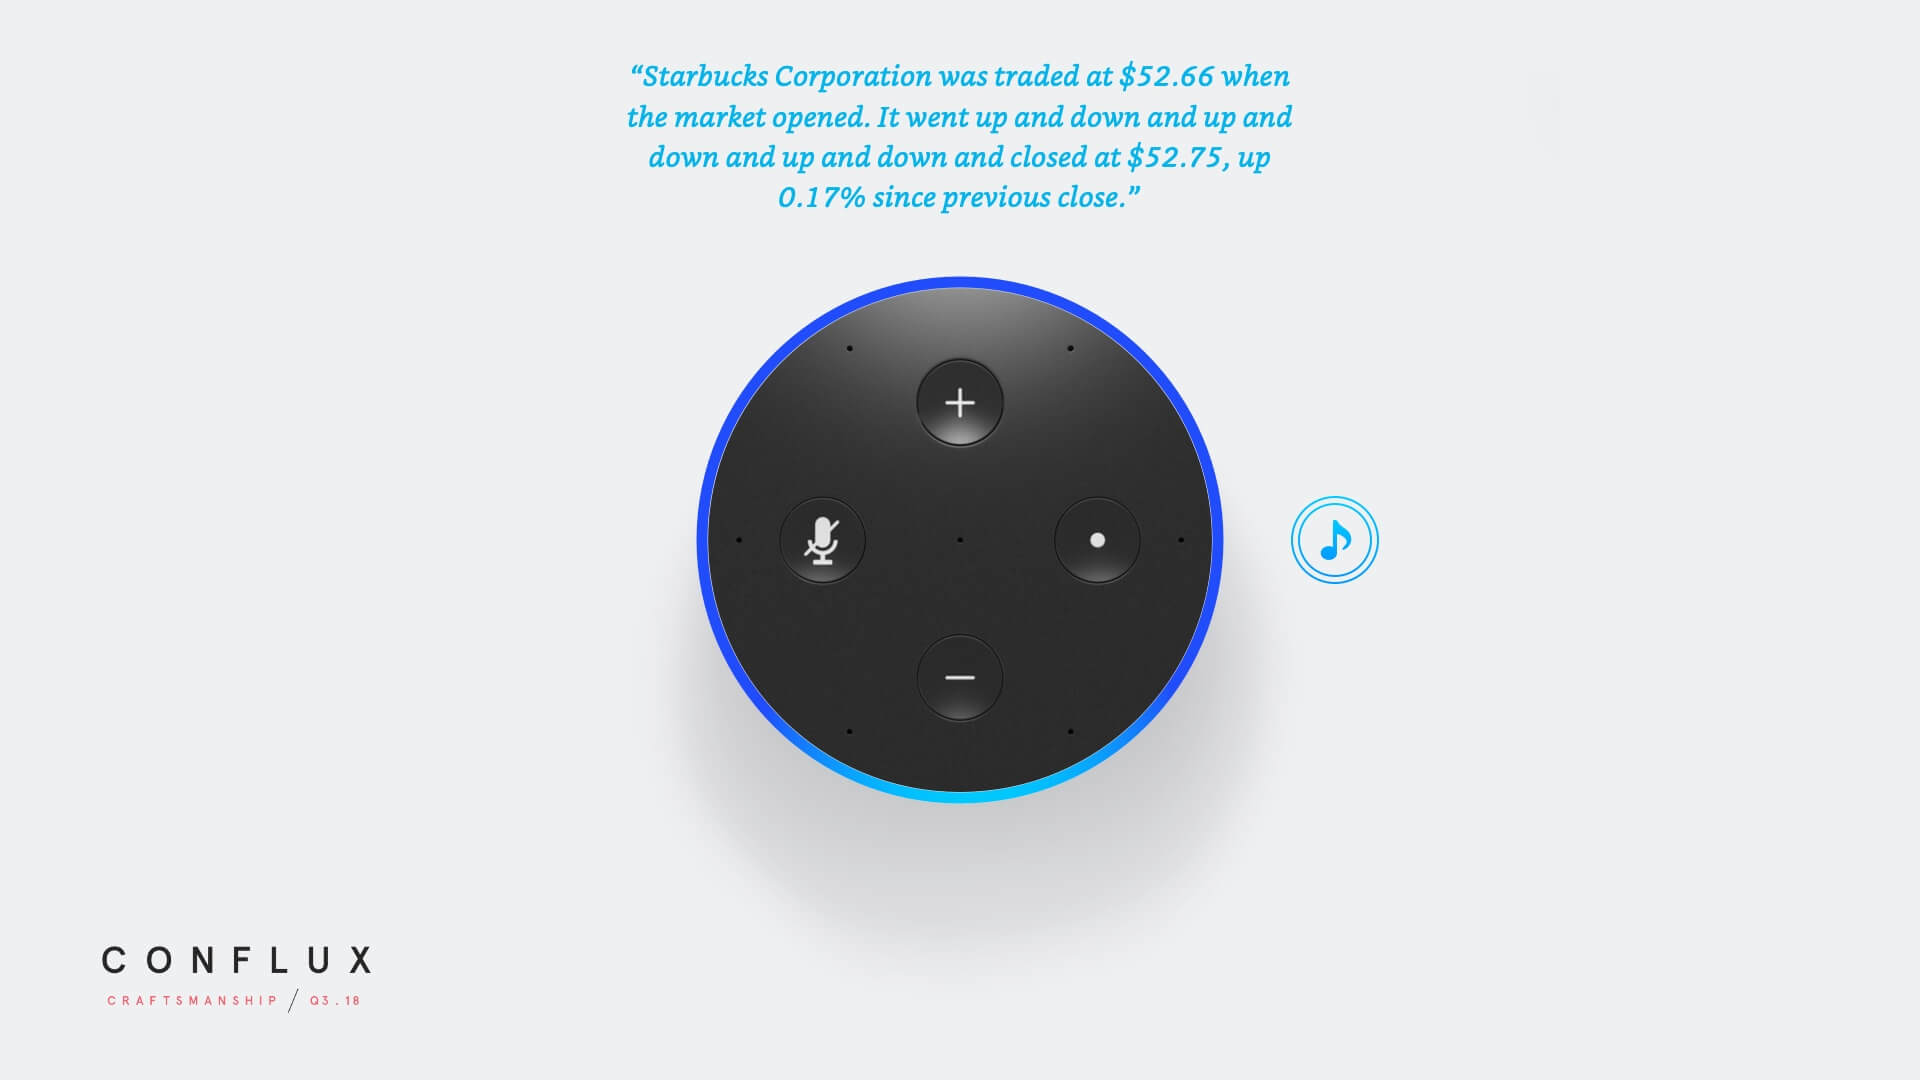 “Starbucks Corporation was traded at $52.66 when
the market opened. It went up and down and up and
down and up and down and closed at $52.75, up
0.17% since previous close.”
CONFLUX
CRAFTSMANSHIP / Q3.18